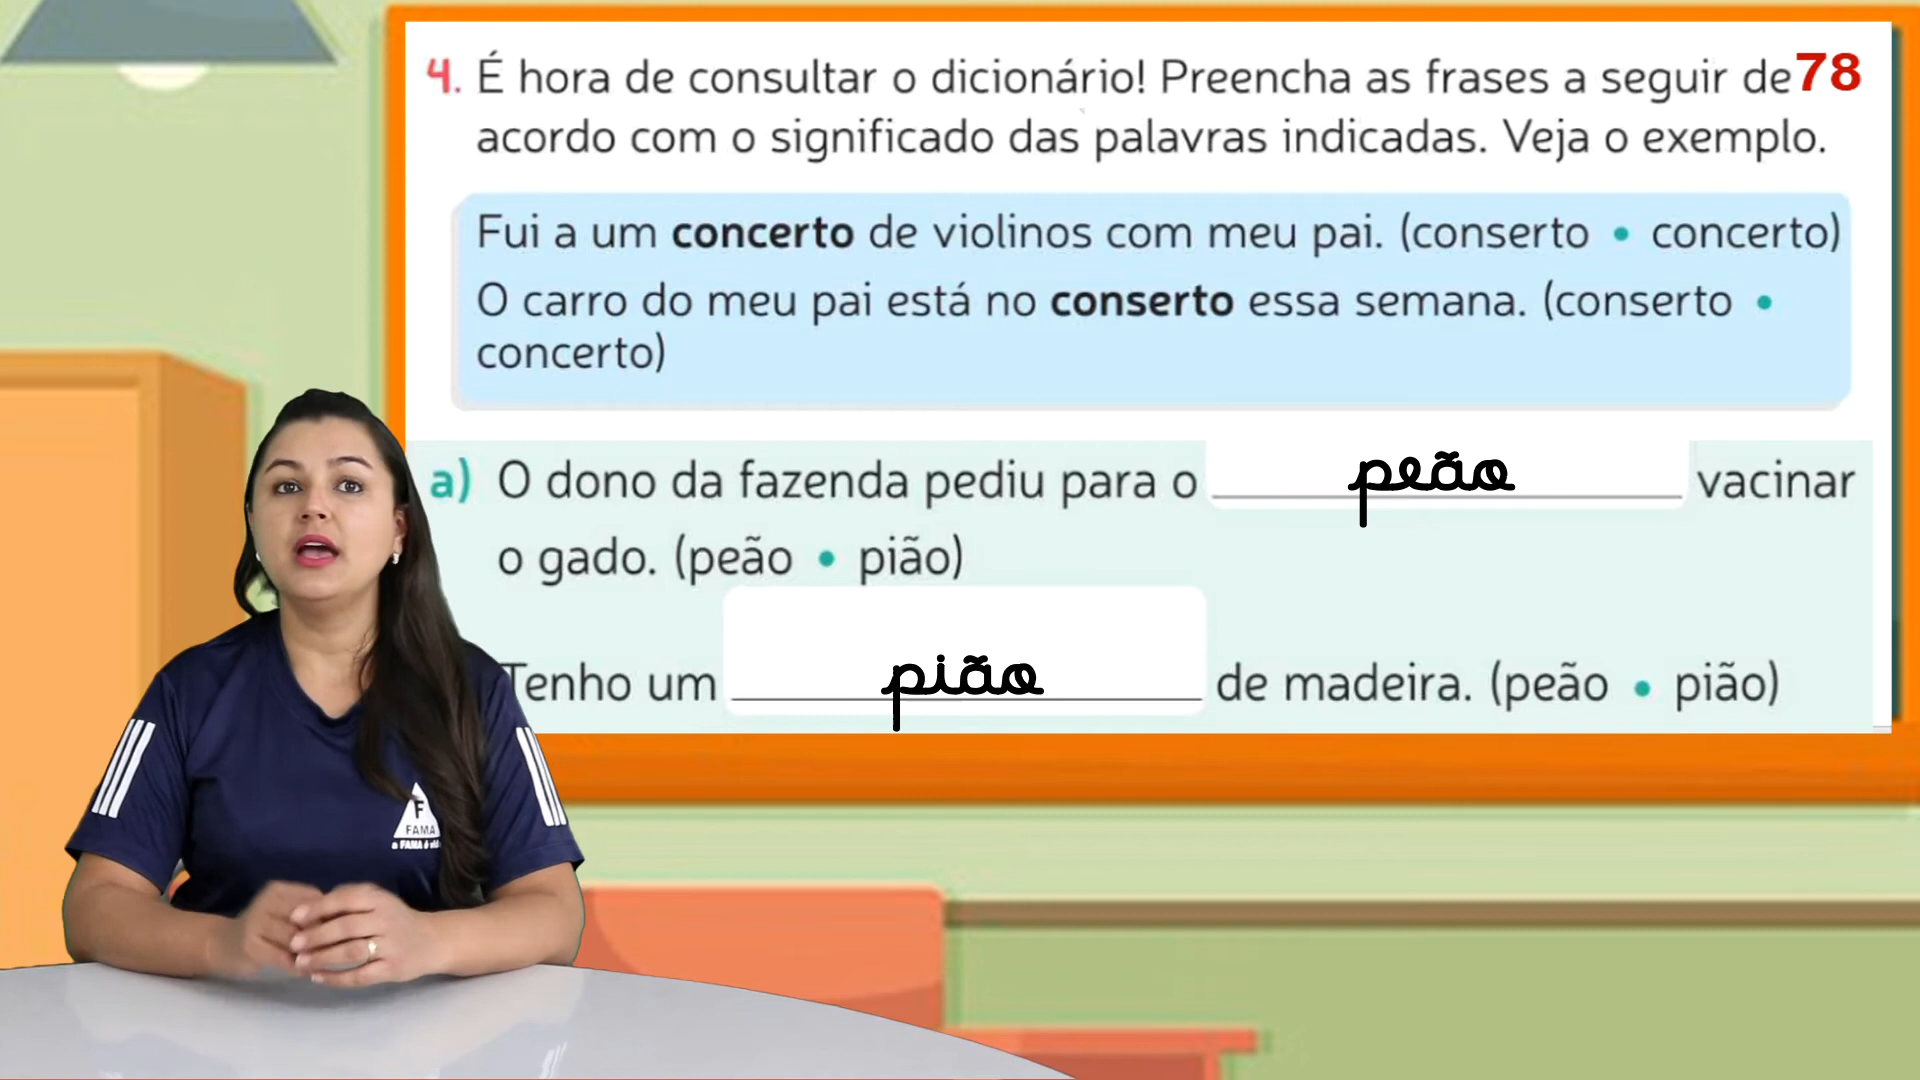 4. É hora de consultar o dicionário! Preencha as frases a seguir de 78
acordo com o significado das palavras indicadas. Veja o exemplo.
Fui a um concerto de violinos com meu pai. (conserto • concerto)
O carro do meu pai está no conserto essa semana. (conserto •
concerto)
a) O dono da fazenda pediu para o peão vacinar
o gado. (peão • pião)
Tenho um pião de madeira. (peão • pião)
F
FAMA
a FAMA é